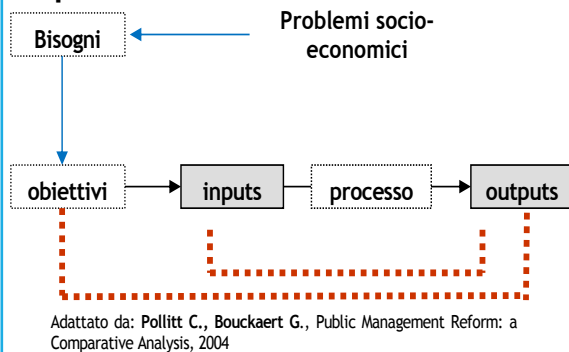 Problemi socio-
economici
Bisogni
obiettivi
inputs
processo
outputs
Adattato da: Pollitt C., Bouckaert G., Public Management Reform: a
Comparative Analysis, 2004